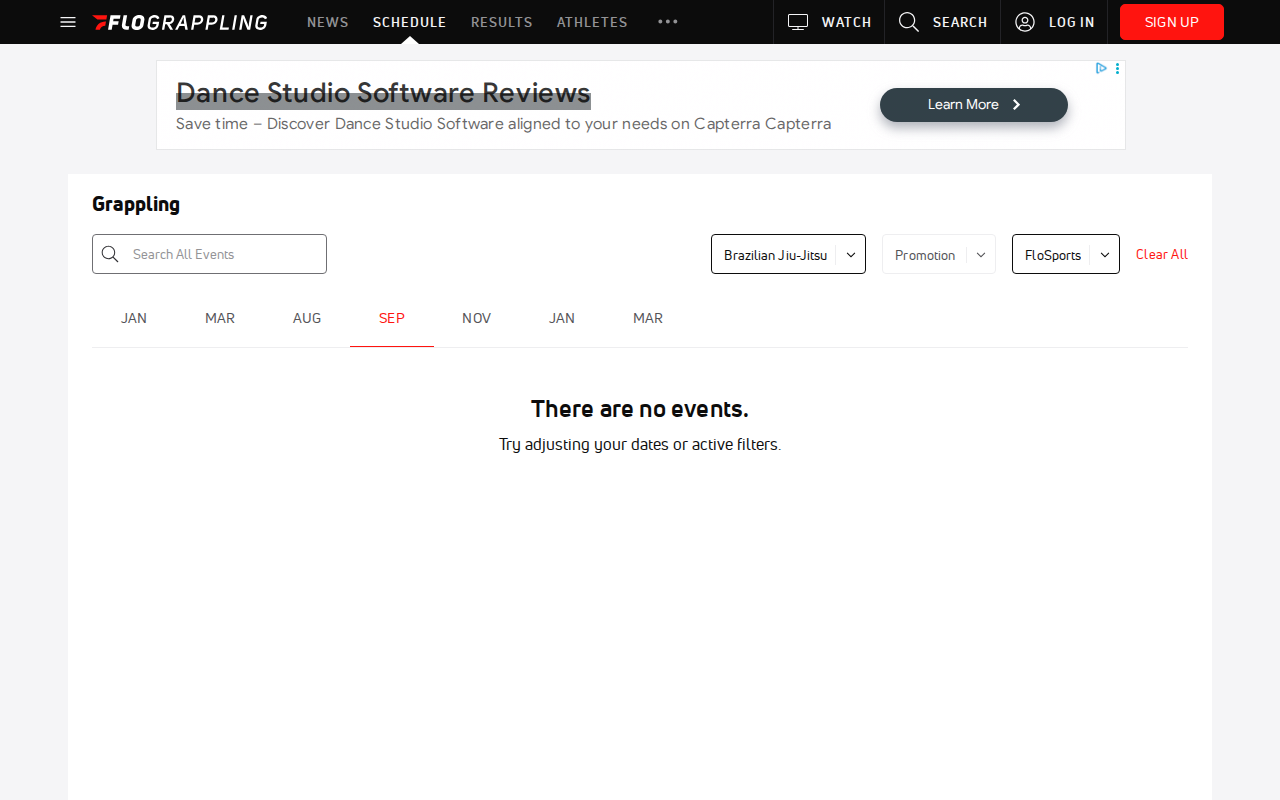 FLOGRAPPLING NEWS SCHEDULE RESULTS ATHLETES WATCH SEARCH LOG IN SIGN UP
Dance Studio Software Reviews
Save time – Discover Dance Studio Software aligned to your needs on Capterra Capterra
Learn More
Grappling
Search All Events Brazilian Jiu-Jitsu Promotion FloSports Clear All
JAN MAR AUG SEP NOV JAN MAR
There are no events.
Try adjusting your dates or active filters.